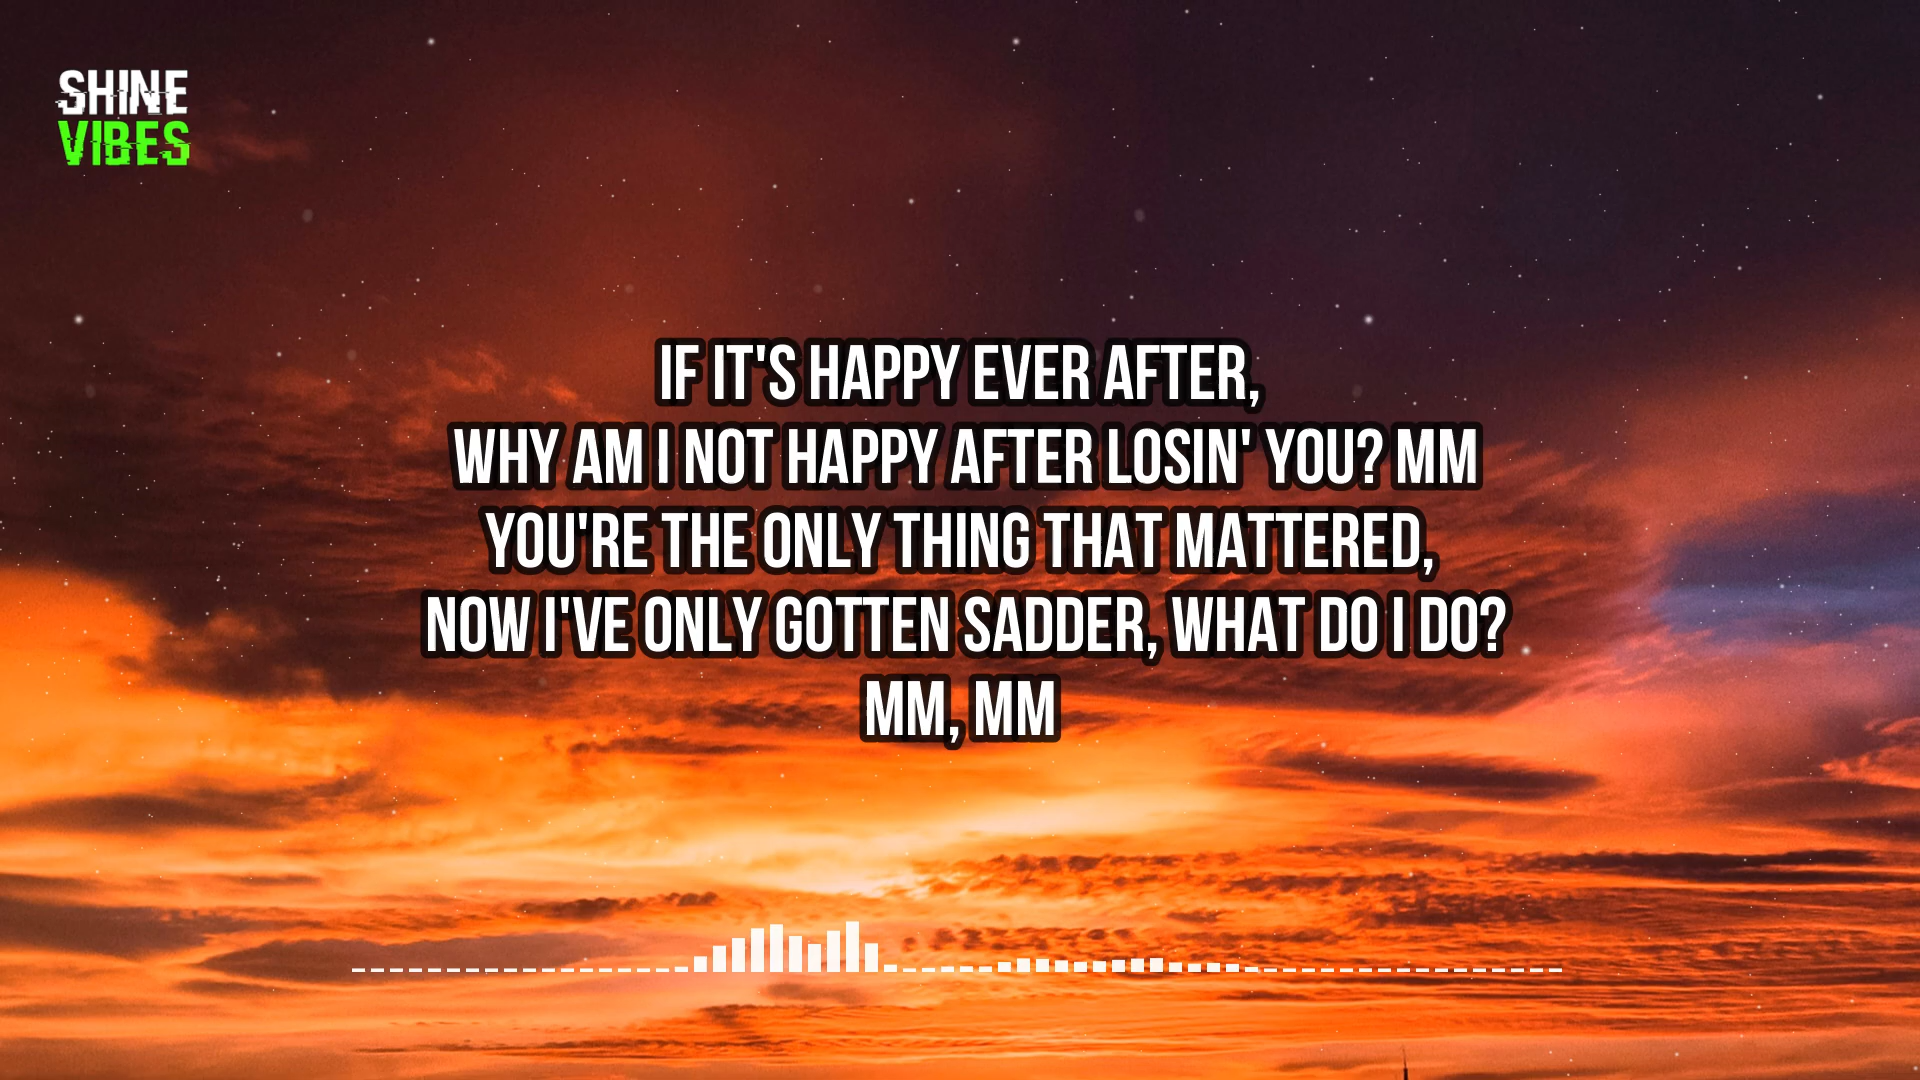 SHINE
VIBES
IF IT'S HAPPY EVER AFTER,
WHY AM I NOT HAPPY AFTER LOSIN' YOU? MM
YOU'RE THE ONLY THING THAT MATTERED,
NOW I'VE ONLY GOTTEN SADDER, WHAT DO I DO?
MM, MM